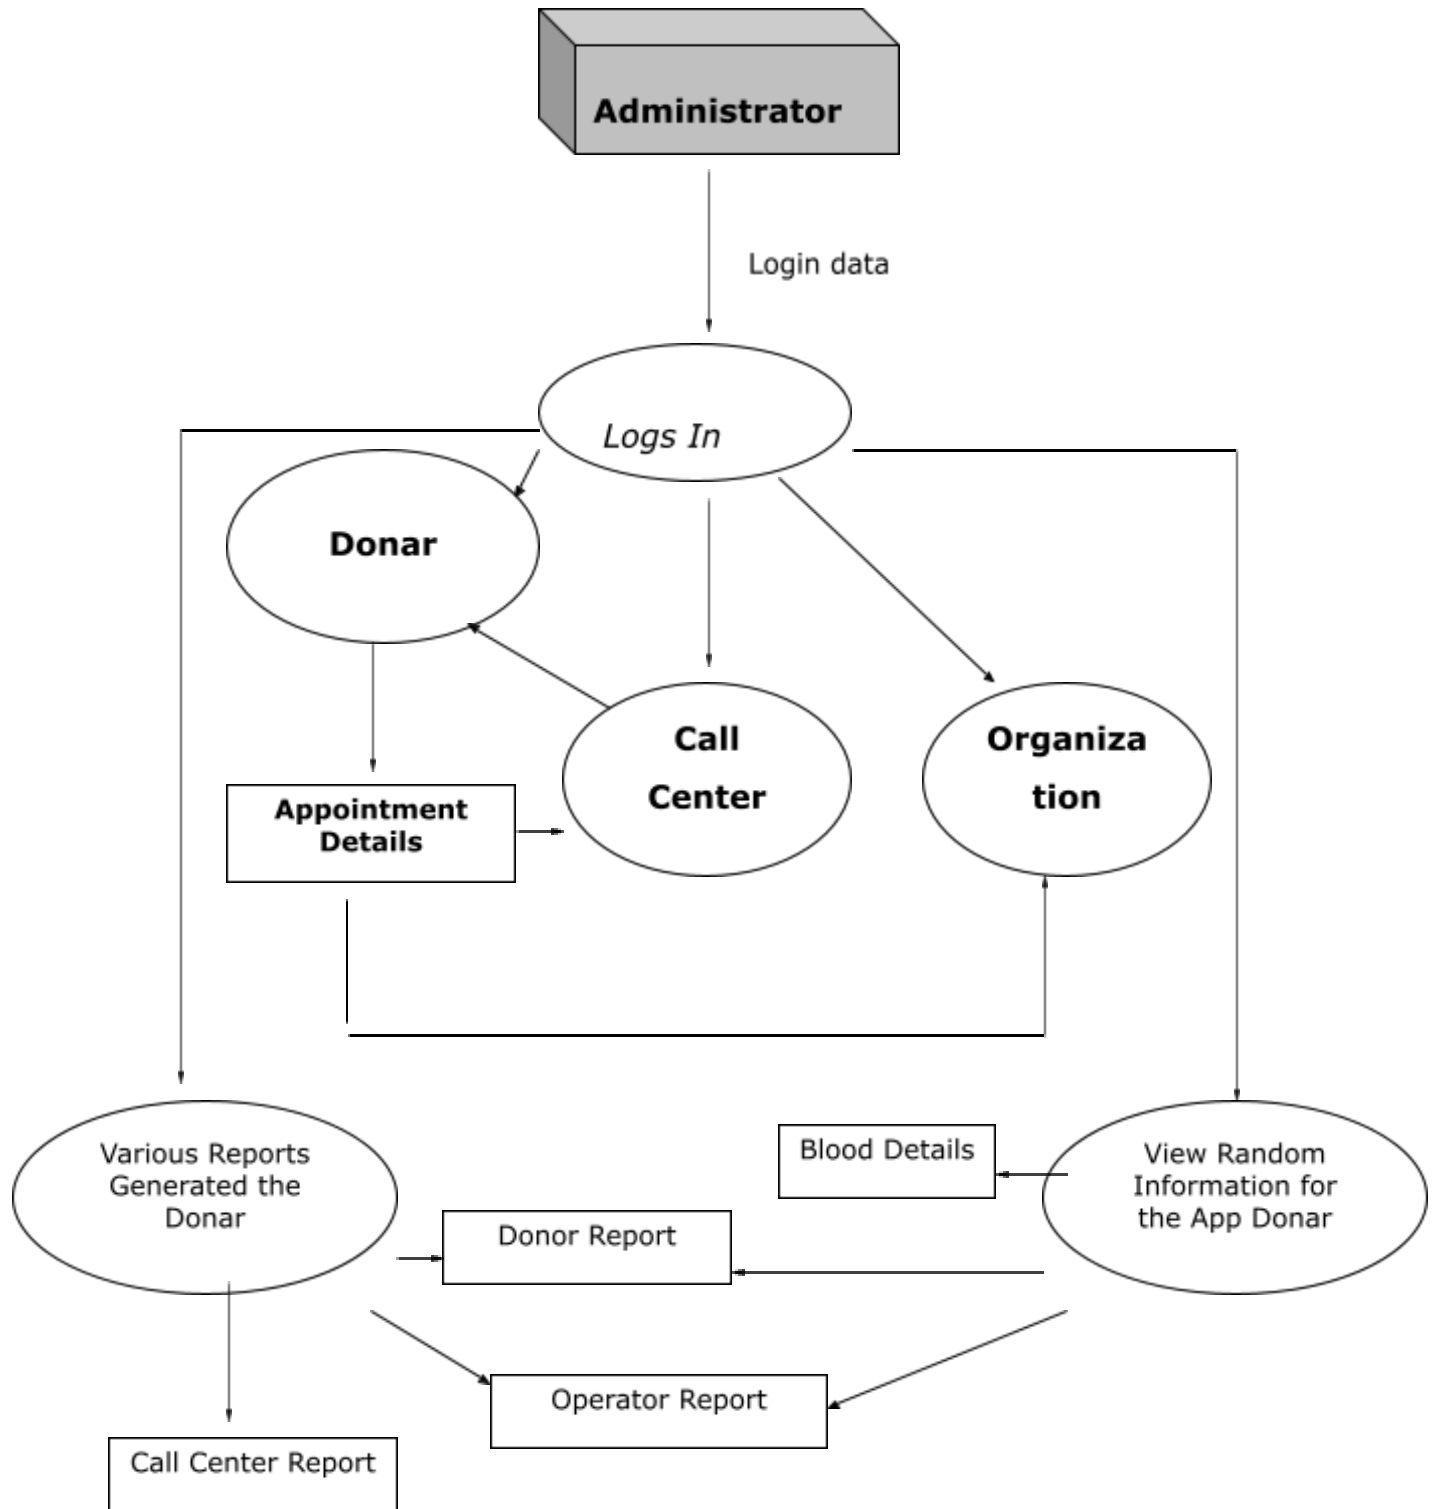 Administrator
Login data
Logs In
Donar
Call
Center
Organiza
tion
Appointment
Details
Various Reports
Generated the
Donar
Blood Details
View Random
Information for
the App Donar
Donor Report
Operator Report
Call Center Report